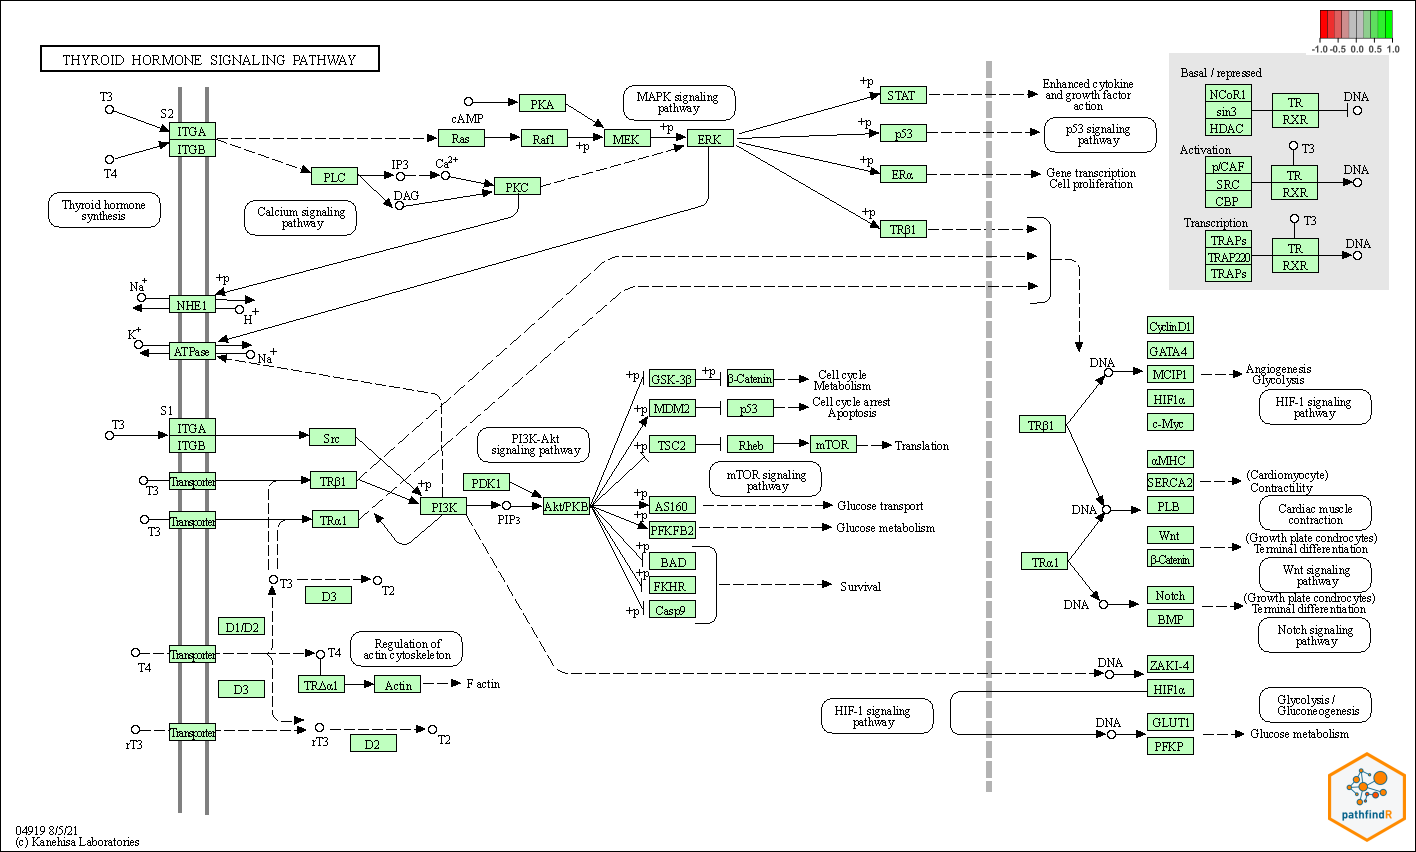 -1.0 -0.5 0.0 0.5 1.0
THYROID HORMONE SIGNALING PATHWAY
T3
S2
ITGA
ITGB
T4
Thyroid hormone
synthesis
cAMP
PKA
MAPK signaling
pathway
Ras
Raf1
+p
MEK
+p
ERK
PLC
IP3
Ca2+
DAG
PKC
Calcium signaling
pathway
+p
STAT
Enhanced cytokine
and growth factor
action
+p
p53
p53 signaling
pathway
+p
ERα
Gene transcription
Cell proliferation
+p
TRβ1
Basal / repressed
NCoR1
sin3
HDAC
TR
RXR
DNA
Activation
p/CAF
SRC
CBP
T3
TR
RXR
DNA
Transcription
TRAPs
TRAP220
TRAPs
T3
TR
RXR
DNA
Na+
+p
NHE1
H+
K+
ATPase
Na+
S1
T3
ITGA
ITGB
Src
Transporter
T3
TRβ1
Transporter
T3
TRα1
+p
PI3K
PIP3
PI3K-Akt
signaling pathway
PDK1
Akt/PKB
+p
GSK-3β
+p
β-Catenin
Cell cycle
Metabolism
+p
MDM2
p53
Cell cycle arrest
Apoptosis
+p
TSC2
Rheb
mTOR
Translation
mTOR signaling
pathway
+p
AS160
Glucose transport
+p
PFKFB2
Glucose metabolism
+p
BAD
+p
FKHR
+p
Casp9
Survival
T3
T2
D3
D1/D2
Transporter
T4
T4
Regulation of
actin cytoskeleton
D3
TRΔα1
Actin
F actin
Transporter
rT3
rT3
T2
D2
TRβ1
TRα1
DNA
CyclinD1
GATA4
MCIP1
HIF1α
c-Myc
Angiogenesis
Glycolysis
HIF-1 signaling
pathway
DNA
αMHC
SERCA2
PLB
(Cardiomyocyte)
Contractility
Cardiac muscle
contraction
Wnt
β-Catenin
(Growth plate condrocytes)
Terminal differentiation
Wnt signaling
pathway
DNA
Notch
BMP
(Growth plate condrocytes)
Terminal differentiation
Notch signaling
pathway
DNA
ZAKI-4
HIF1α
HIF-1 signaling
pathway
Glycolysis /
Gluconeogenesis
DNA
GLUT1
PFKP
Glucose metabolism
pathfindR
04919 8/5/21
(c) Kanehisa Laboratories